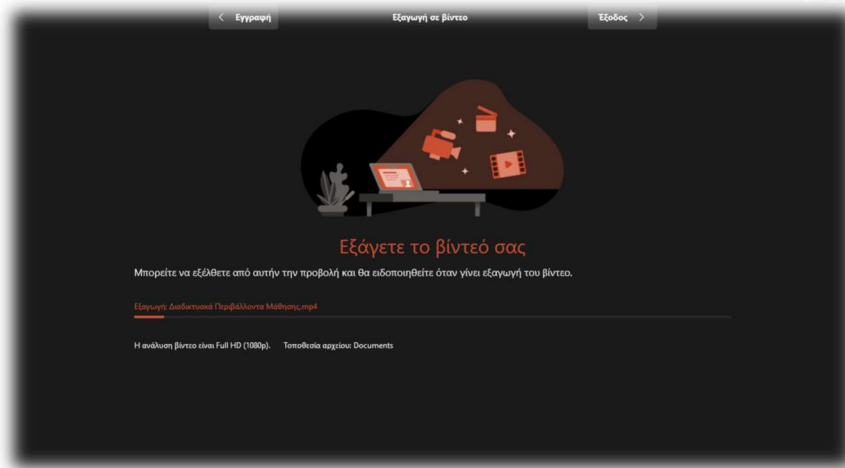 Εγγραφή
Εξαγωγή σε βίντεο
Έξοδος
Εξάγετε το βίντεό σας
Μπορείτε να εξέλθετε από αυτήν την προβολή και θα ειδοποιηθείτε όταν γίνει εξαγωγή του βίντεο.
Εξαγωγή: Διαδικτυακά Περιβάλλοντα Μάθησης.mp4
Η ανάλυση βίντεο είναι Full HD (1080p). Τοποθεσία αρχείου: Documents